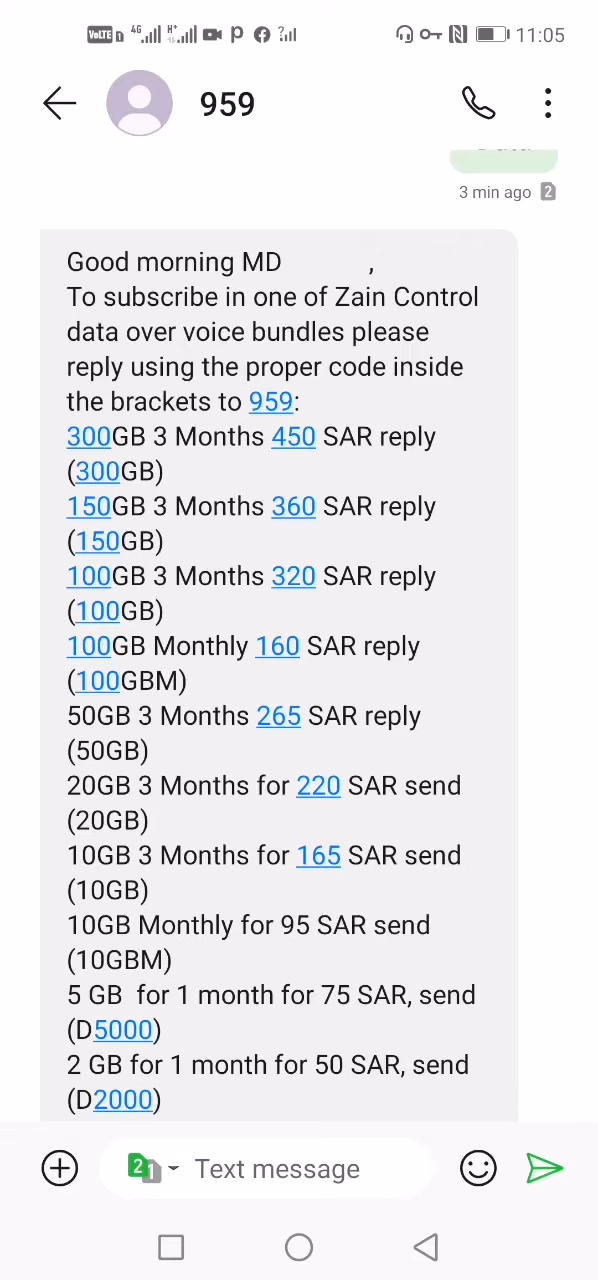 VoLTE 4G H+ 11:05
959
3 min ago 2
Good morning MD ,
To subscribe in one of Zain Control
data over voice bundles please
reply using the proper code inside
the brackets to 959:
300GB 3 Months 450 SAR reply
(300GB)
150GB 3 Months 360 SAR reply
(150GB)
100GB 3 Months 320 SAR reply
(100GB)
100GB Monthly 160 SAR reply
(100GBM)
50GB 3 Months 265 SAR reply
(50GB)
20GB 3 Months for 220 SAR send
(20GB)
10GB 3 Months for 165 SAR send
(10GB)
10GB Monthly for 95 SAR send
(10GBM)
5 GB  for 1 month for 75 SAR, send
(D5000)
2 GB for 1 month for 50 SAR, send
(D2000)
21 Text message